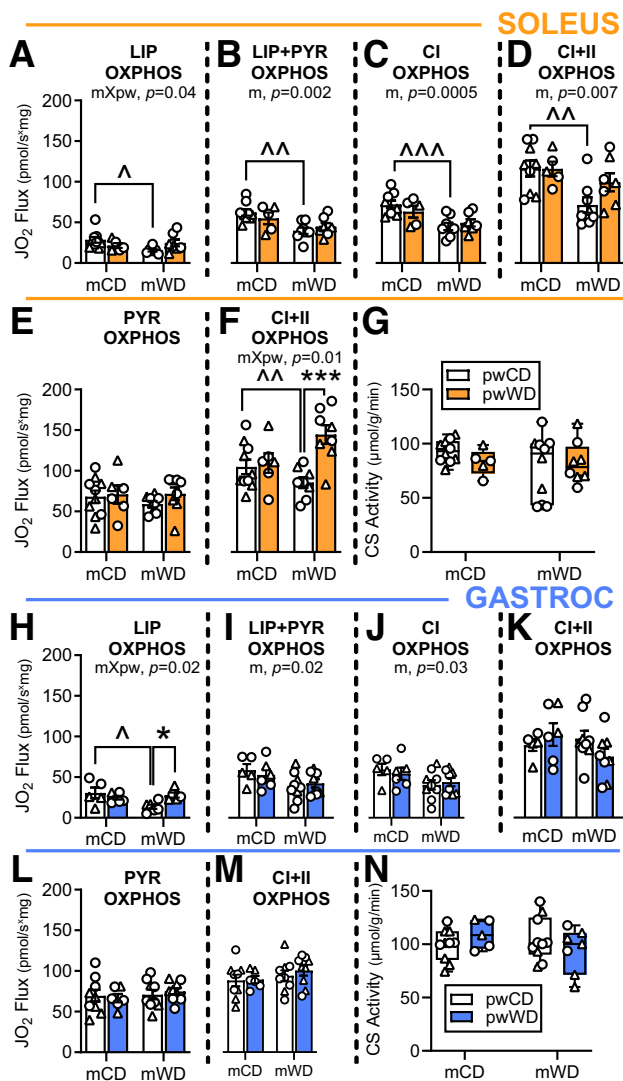 SOLEUS
A
LIP
OXPHOS
mXpw, p=0.04
B
LIP+PYR
OXPHOS
m, p=0.002
C
CI
OXPHOS
m, p=0.0005
D
CI+II
OXPHOS
m, p=0.007
JO2 Flux (pmol/s*mg)
200
150
100
50
0
^
^^
^^^
^^
mCD mWD
mCD mWD
mCD mWD
mCD mWD
E
PYR
OXPHOS
F
CI+II
OXPHOS
mXpw, p=0.01
G
JO2 Flux (pmol/s*mg)
200
150
100
50
0
^^ ***
mCD mWD
mCD mWD
CS Activity (μmol/g/min)
150
100
50
0
pwCD
pwWD
mCD mWD
GASTROC
H
LIP
OXPHOS
mXpw, p=0.02
I
LIP+PYR
OXPHOS
m, p=0.02
J
CI
OXPHOS
m, p=0.03
K
CI+II
OXPHOS
JO2 Flux (pmol/s*mg)
200
150
100
50
0
^ *
mCD mWD
mCD mWD
mCD mWD
mCD mWD
L
PYR
OXPHOS
M
CI+II
OXPHOS
N
JO2 Flux (pmol/s*mg)
200
150
100
50
0
mCD mWD
mCD mWD
CS Activity (μmol/g/min)
150
100
50
0
pwCD
pwWD
mCD mWD